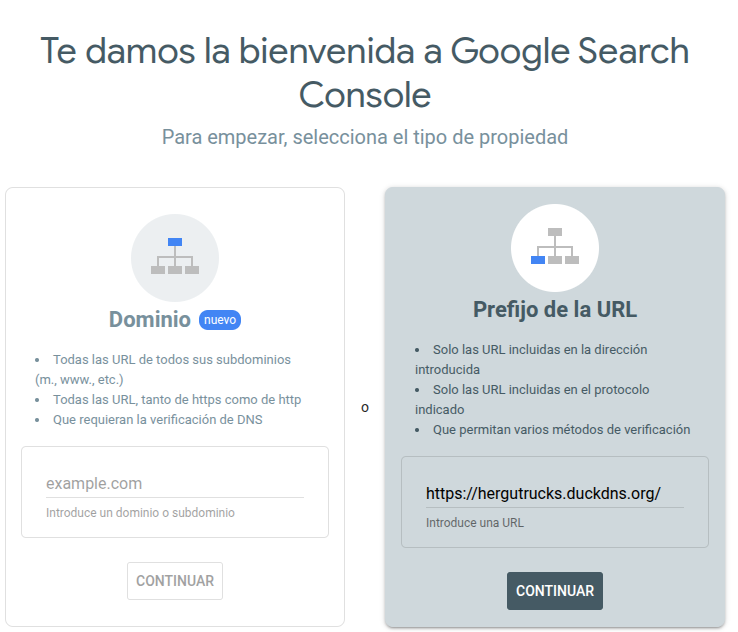 Te damos la bienvenida a Google Search
Console
Para empezar, selecciona el tipo de propiedad
Dominio nuevo
• Todas las URL de todos sus subdominios
(m., www., etc.)
• Todas las URL, tanto de https como de http
• Que requieran la verificación de DNS
example.com
Introduce un dominio o subdominio
CONTINUAR
o
Prefijo de la URL
• Solo las URL incluidas en la dirección
introducida
• Solo las URL incluidas en el protocolo
indicado
• Que permitan varios métodos de verificación
https://hergutrucks.duckdns.org/
Introduce una URL
CONTINUAR